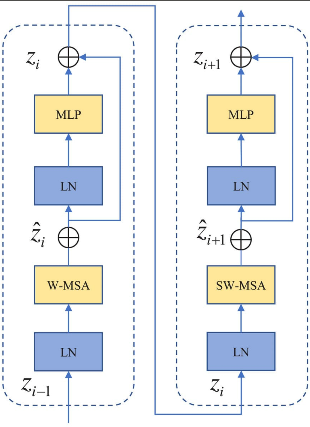 z_i
MLP
LN
ẑ_i
W-MSA
LN
z_{i-1}
z_{i+1}
MLP
LN
ẑ_{i+1}
SW-MSA
LN
z_i